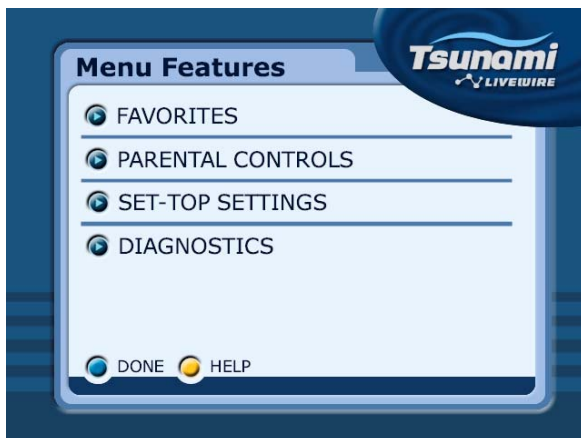 Tsunami
LIVEWIRE
Menu Features
FAVORITES
PARENTAL CONTROLS
SET-TOP SETTINGS
DIAGNOSTICS
DONE HELP